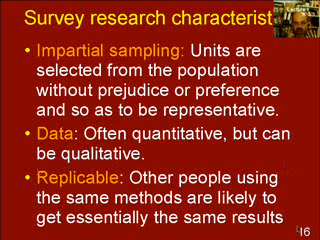 Survey research characterist
Lecture
• Impartial sampling: Units are
selected from the population
without prejudice or preference
and so as to be representative.
• Data: Often quantitative, but can
be qualitative.
• Replicable: Other people using
the same methods are likely to
get essentially the same results
16